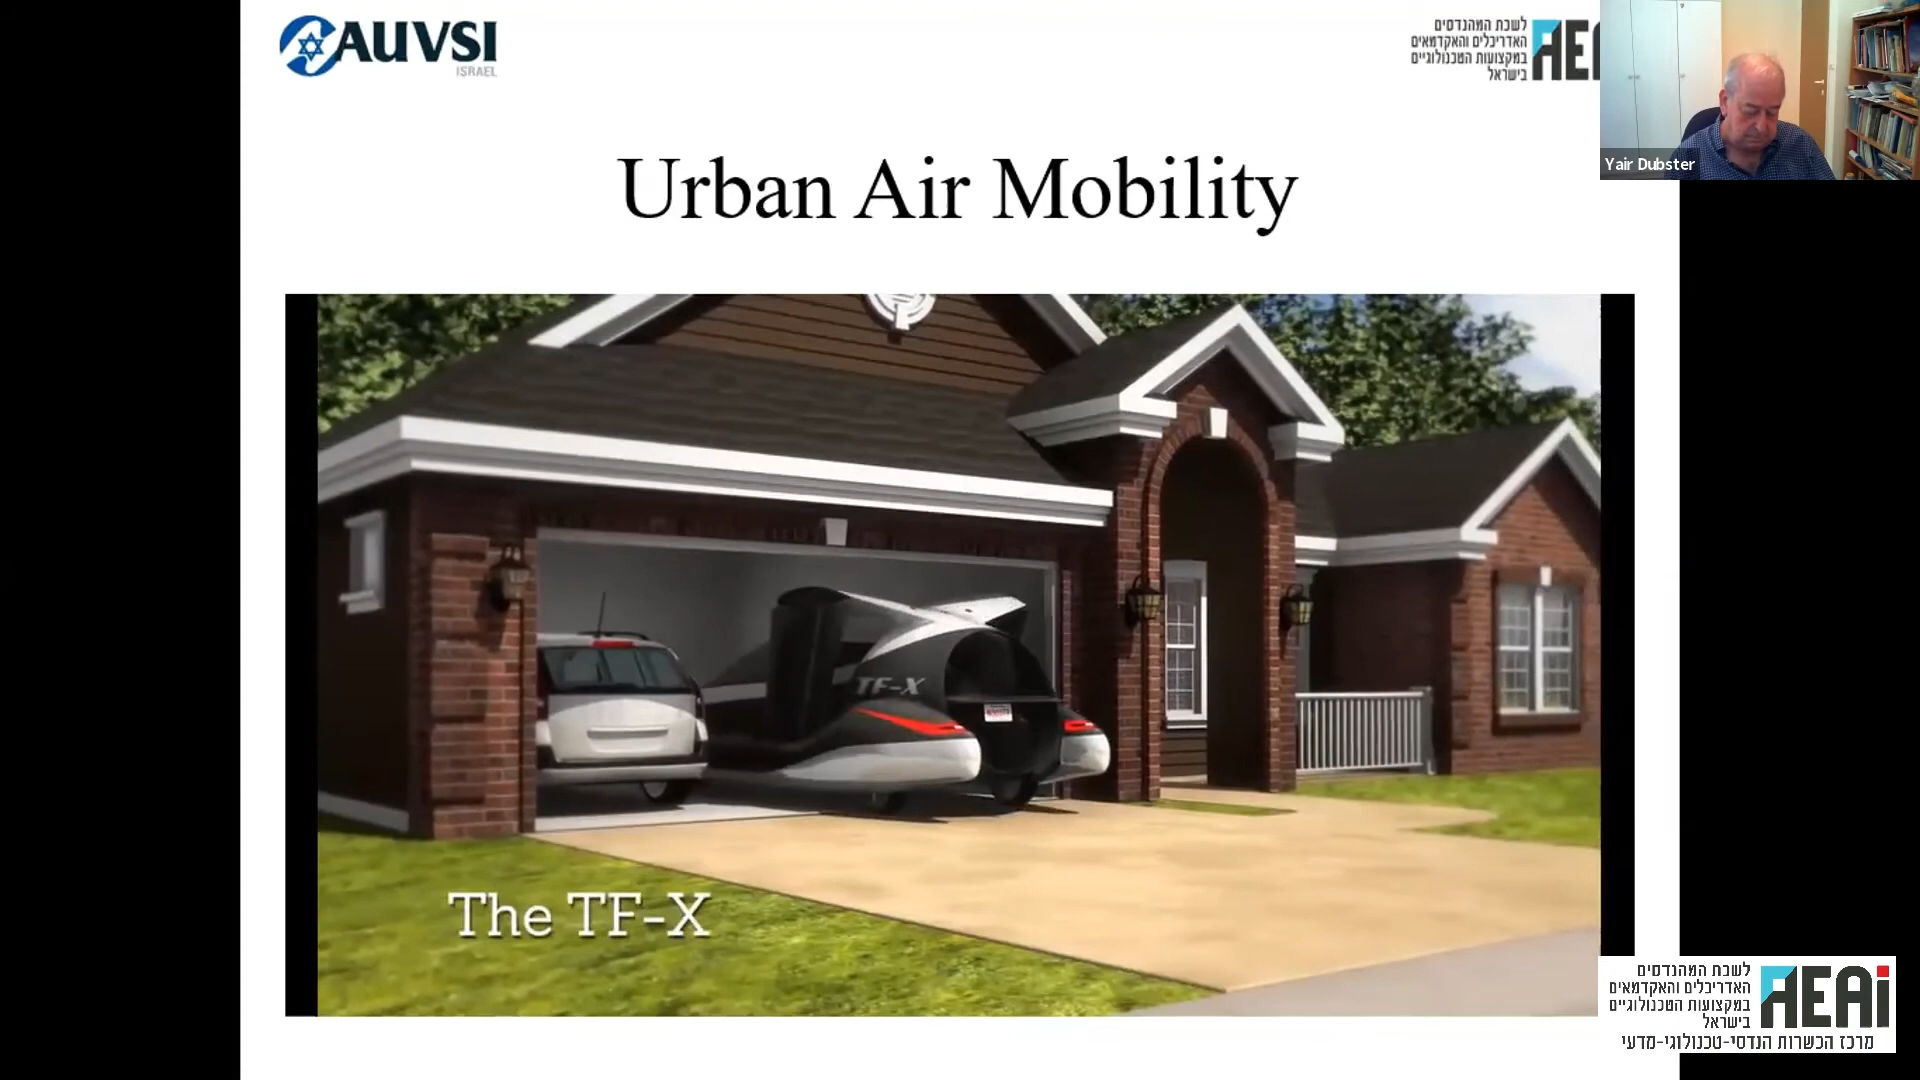 AUVSI
ISRAEL
לשכת המהנדסים
האדריכלים והאקדמאים
במקצועות הטכנולוגיים
בישראל
AE
Yair Dubster
Urban Air Mobility
TF-X
The TF-X
לשכת המהנדסים
האדריכלים והאקדמאים
במקצועות הטכנולוגיים
בישראל
AEAi
מרכז הכשרות הנדסי-טכנולוגי-מדעי